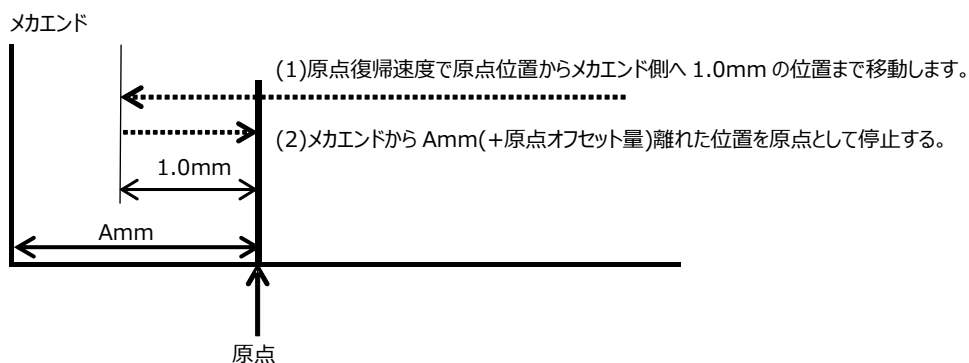 メカエンド
(1)原点復帰速度で原点位置からメカエンド側へ 1.0mm の位置まで移動します。
(2)メカエンドから Amm(+原点オフセット量)離れた位置を原点として停止する。
1.0mm
Amm
原点